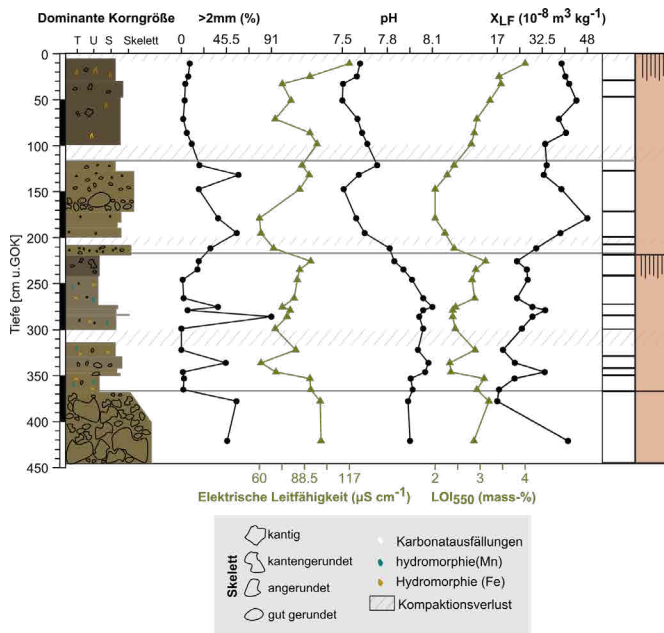 Dominante Korngröße >2mm (%) pH X_LF (10⁻⁸ m³ kg⁻¹)
T U S Skelett 0 45.5 91 7.5 7.8 8.1 17 32.5 48
Tiefe [cm u.GOK]
0
50
100
150
200
250
300
350
400
450
60 88.5 117 2 3 4
Elektrische Leitfähigkeit (µS cm⁻¹) LOI₅₅₀ (mass-%)
Skelett
kantig
kantengerundet
angerundet
gut gerundet
Karbonatausfällungen
hydromorphie(Mn)
Hydromorphie (Fe)
Kompaktionsverlust